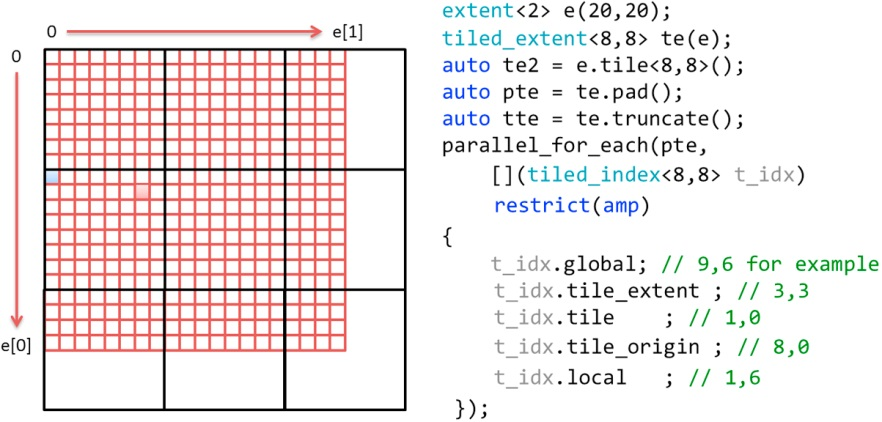 0
e[1]
0
e[0]
extent<2> e(20,20);
tiled_extent<8,8> te(e);
auto te2 = e.tile<8,8>();
auto pte = te.pad();
auto tte = te.truncate();
parallel_for_each(pte,
[](tiled_index<8,8> t_idx)
restrict(amp)
{
t_idx.global; // 9,6 for example
t_idx.tile_extent ; // 3,3
t_idx.tile ; // 1,0
t_idx.tile_origin ; // 8,0
t_idx.local ; // 1,6
});